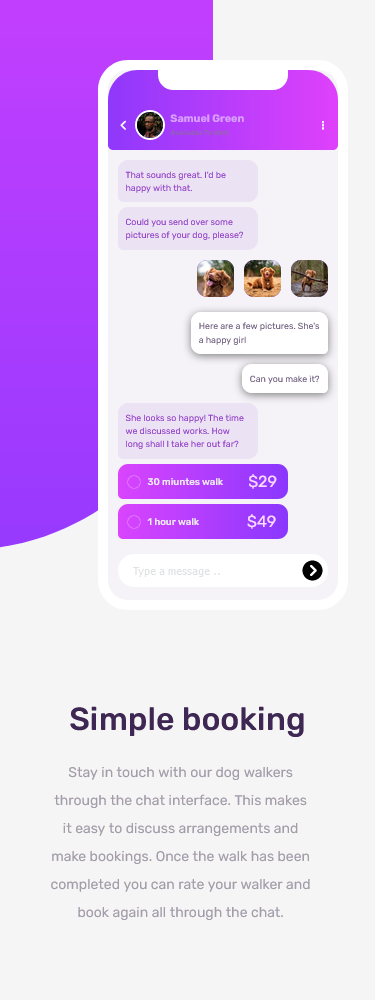 Samuel Green
That sounds great. I'd be
happy with that.
Could you send over some
pictures of your dog, please?
Here are a few pictures. She's
a happy girl
Can you make it?
She looks so happy! The time
we discussed works. How
long shall I take her out far?
30 miuntes walk $29
1 hour walk $49
Type a message ..
Simple booking
Stay in touch with our dog walkers
through the chat interface. This makes
it easy to discuss arrangements and
make bookings. Once the walk has been
completed you can rate your walker and
book again all through the chat.